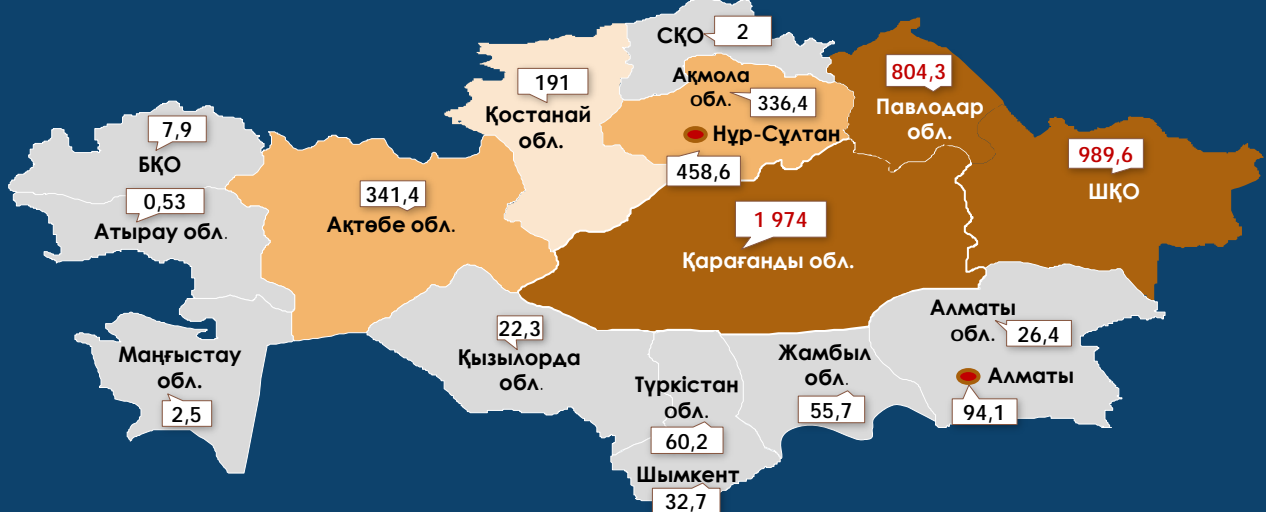 СҚО
2
191
Қостанай
обл.
Ақмола
обл.
336,4
Нұр-Сұлтан
458,6
804,3
Павлодар
обл.
989,6
ШҚО
7,9
БҚО
0,53
Атырау обл.
341,4
Ақтөбе обл.
1 974
Қарағанды обл.
Маңғыстау
обл.
2,5
22,3
Қызылорда
обл.
Түркістан
обл.
60,2
Шымкент
32,7
Жамбыл
обл.
55,7
Алматы
обл.
26,4
Алматы
94,1